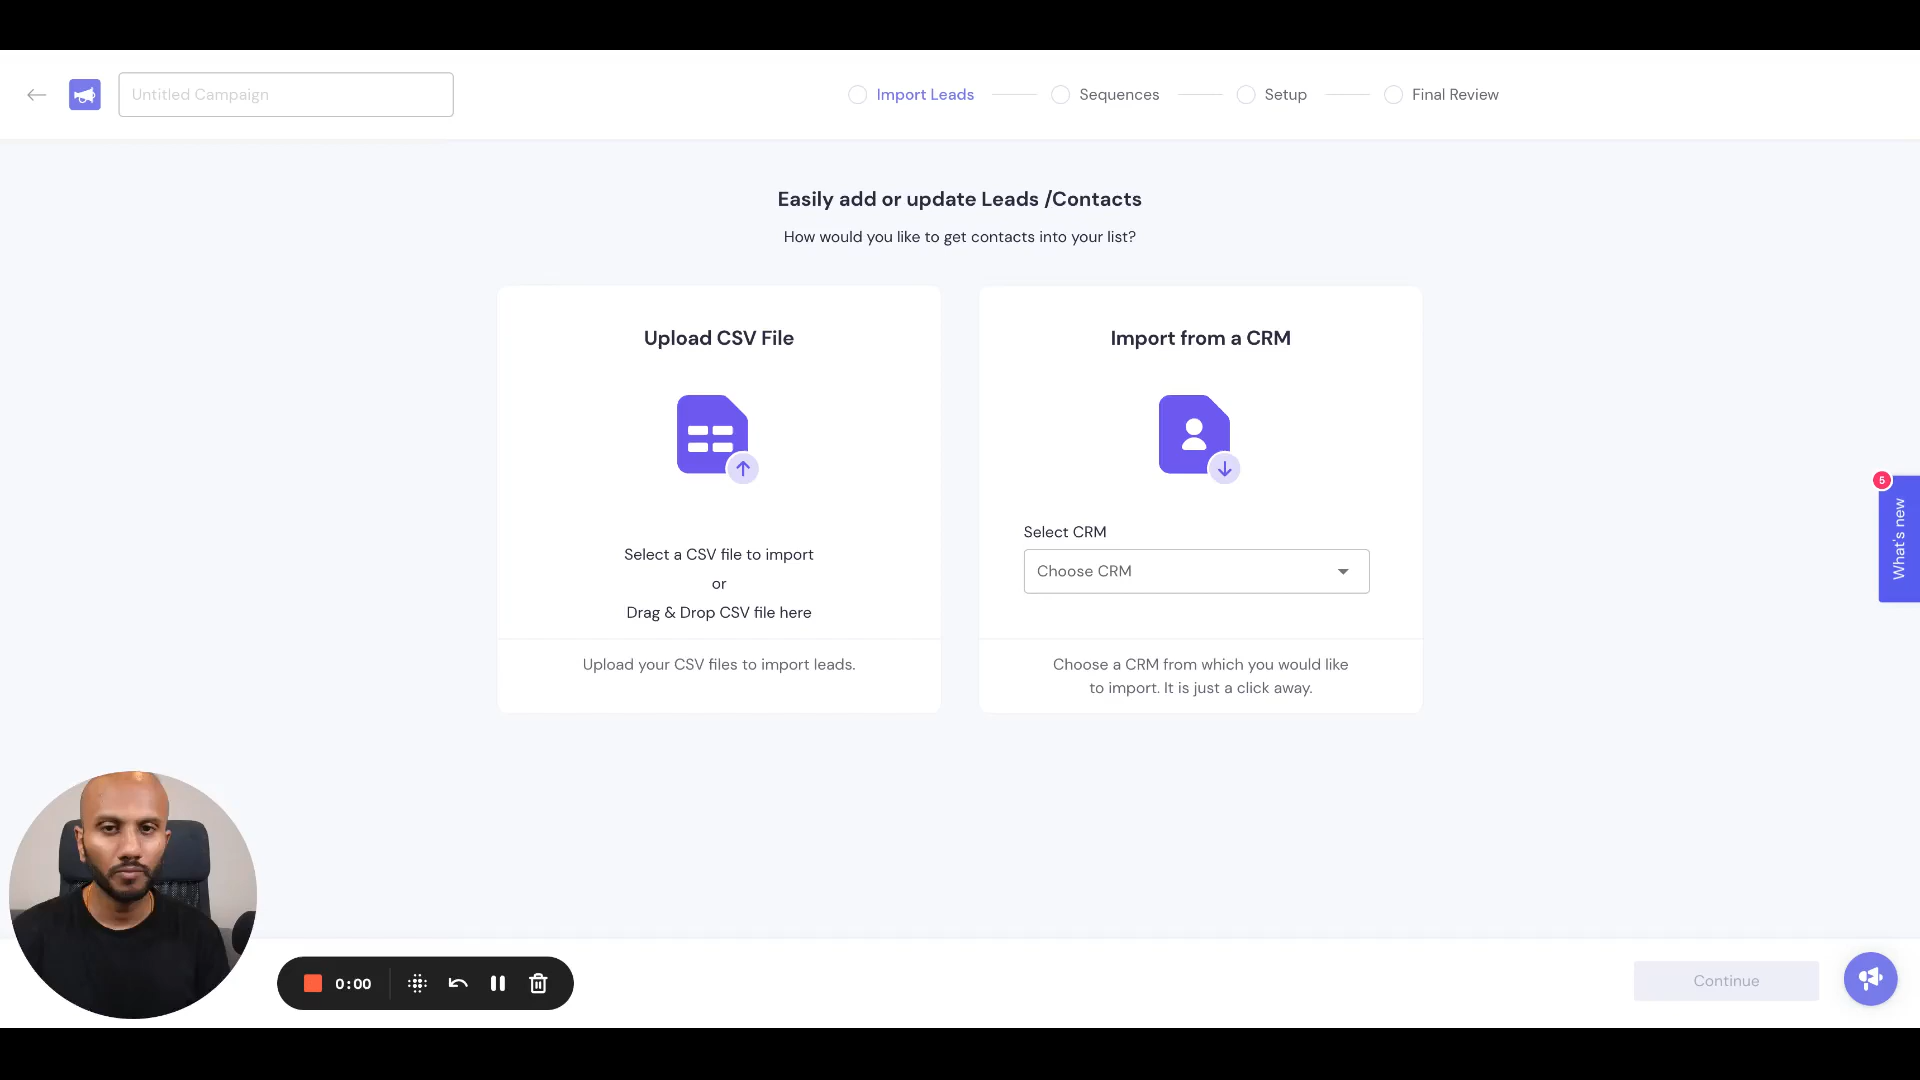 Untitled Campaign
Import Leads
Sequences
Setup
Final Review
Easily add or update Leads /Contacts
How would you like to get contacts into your list?
Upload CSV File
Select a CSV file to import
or
Drag & Drop CSV file here
Upload your CSV files to import leads.
Import from a CRM
Select CRM
Choose CRM
Choose a CRM from which you would like
to import. It is just a click away.
5
What's new
0:00
Continue